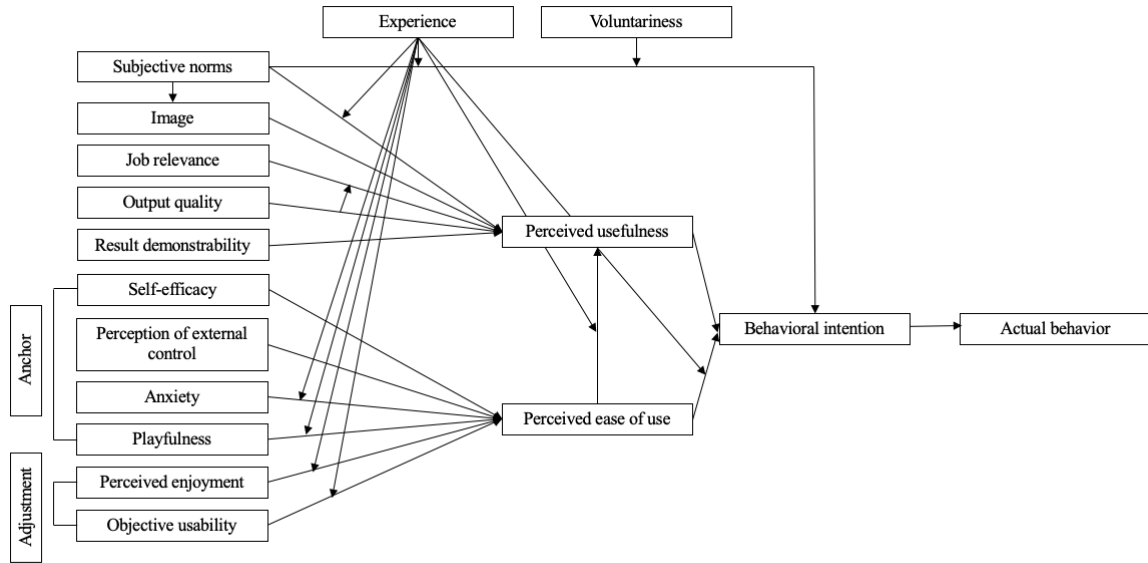 Experience
Voluntariness
Subjective norms
Image
Job relevance
Output quality
Result demonstrability
Perceived usefulness
Self-efficacy
Perception of external
control
Anchor
Behavioral intention
Actual behavior
Anxiety
Perceived ease of use
Playfulness
Perceived enjoyment
Adjustment
Objective usability